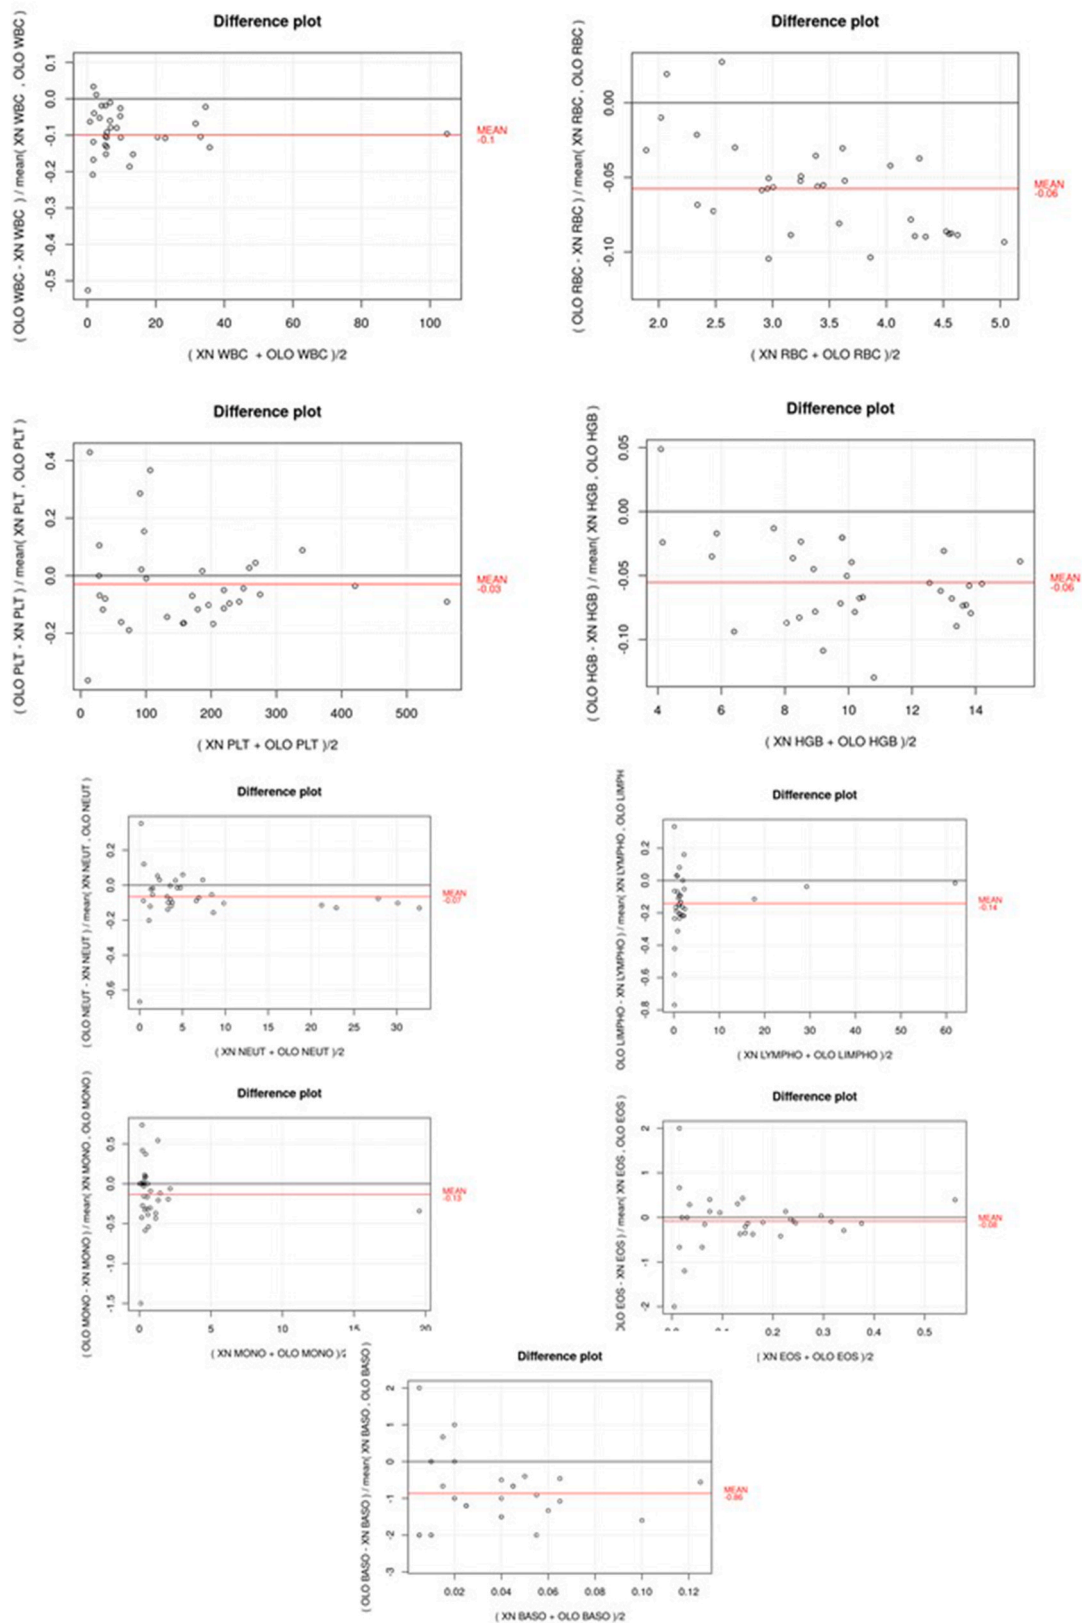 Difference plot
( OLO WBC - XN WBC ) / mean( XN WBC , OLO WBC )
0.1
0.0
-0.1
-0.2
-0.3
-0.4
-0.5
MEAN
-0.1
0 20 40 60 80 100
( XN WBC + OLO WBC )/2
Difference plot
( OLO RBC - XN RBC ) / mean( XN RBC , OLO RBC )
0.00
-0.05
-0.10
MEAN
-0.06
2.0 2.5 3.0 3.5 4.0 4.5 5.0
( XN RBC + OLO RBC )/2
Difference plot
( OLO PLT - XN PLT ) / mean( XN PLT , OLO PLT )
0.4
0.2
0.0
-0.2
MEAN
-0.03
0 100 200 300 400 500
( XN PLT + OLO PLT )/2
Difference plot
( OLO HGB - XN HGB ) / mean( XN HGB , OLO HGB )
0.05
0.00
-0.05
-0.10
MEAN
-0.06
4 6 8 10 12 14
( XN HGB + OLO HGB )/2
Difference plot
( OLO NEUT - XN NEUT ) / mean( XN NEUT , OLO NEUT )
0.2
0.0
-0.2
-0.4
-0.6
MEAN
-0.07
0 5 10 15 20 25 30
( XN NEUT + OLO NEUT )/2
Difference plot
OLO LIMPHO - XN LYMPHO ) / mean( XN LYMPHO , OLO LIMPH
0.2
0.0
-0.2
-0.4
-0.6
-0.8
MEAN
-0.14
0 10 20 30 40 50 60
( XN LYMPHO + OLO LIMPHO )/2
Difference plot
( OLO MONO - XN MONO ) / mean( XN MONO , OLO MONO )
0.5
0.0
-0.5
-1.0
-1.5
MEAN
-0.13
0 5 10 15 20
( XN MONO + OLO MONO )/2
Difference plot
OLO EOS - XN EOS ) / mean( XN EOS , OLO EOS )
2
1
0
-1
-2
MEAN
-0.08
0.0 0.1 0.2 0.3 0.4 0.5
( XN EOS + OLO EOS )/2
Difference plot
( OLO BASO - XN BASO ) / mean( XN BASO , OLO BASO )
2
1
0
-1
-2
-3
MEAN
-0.86
0.02 0.04 0.06 0.08 0.10 0.12
( XN BASO + OLO BASO )/2